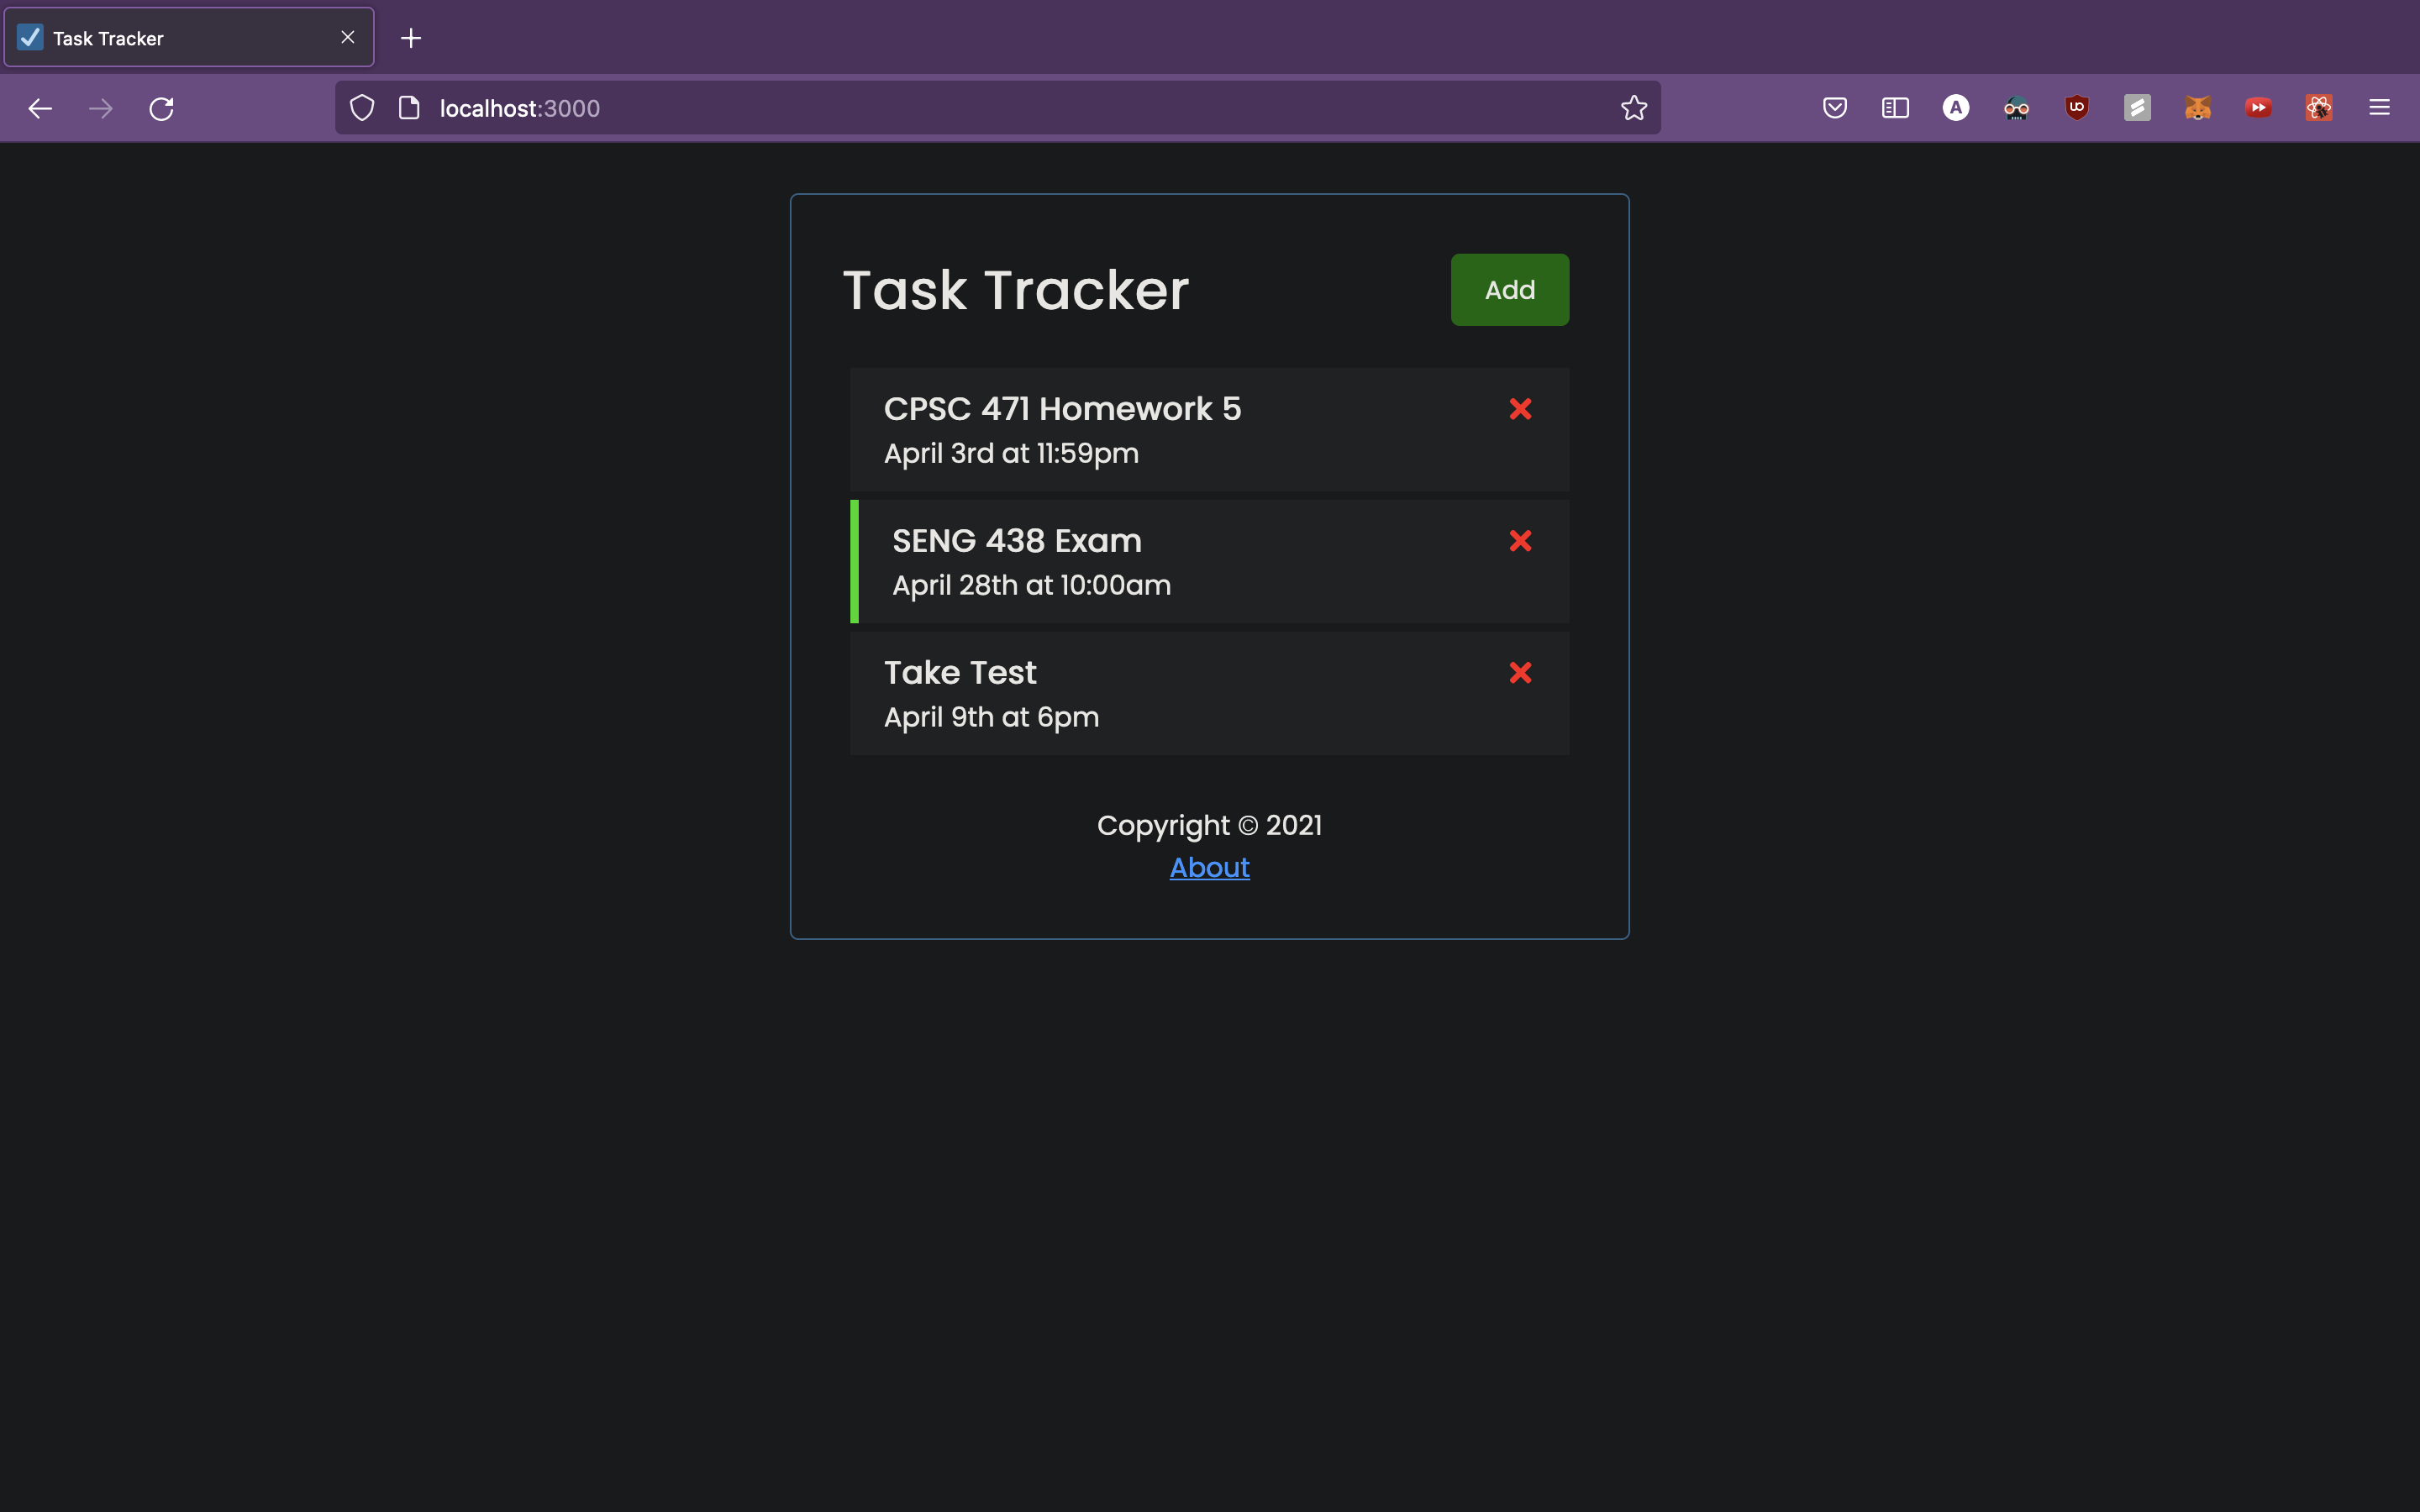 Task Tracker
localhost:3000
A
UO
Task Tracker
Add
CPSC 471 Homework 5
April 3rd at 11:59pm
SENG 438 Exam
April 28th at 10:00am
Take Test
April 9th at 6pm
Copyright © 2021
About